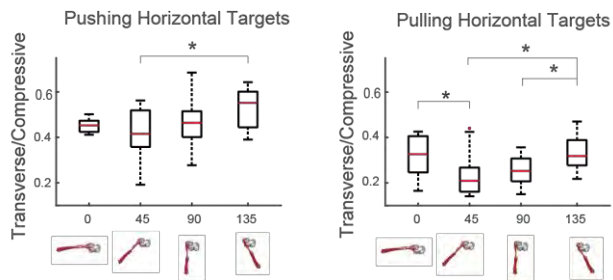 Pushing Horizontal Targets
Transverse/Compressive
0.6
0.4
0.2
*
0 45 90 135
Pulling Horizontal Targets
Transverse/Compressive
0.6
0.4
0.2
*
*
*
0 45 90 135